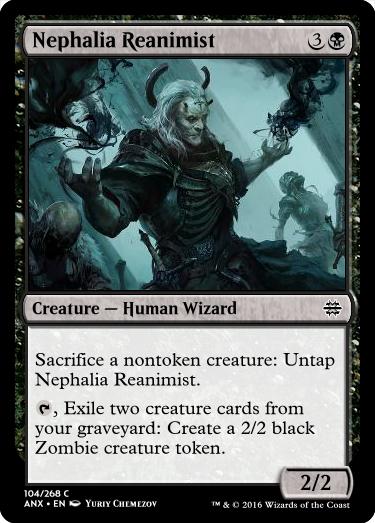 Nephalia Reanimist 3
Creature — Human Wizard
Sacrifice a nontoken creature: Untap
Nephalia Reanimist.
, Exile two creature cards from
your graveyard: Create a 2/2 black
Zombie creature token.
2/2
104/268 C
ANX • EN YURIY CHEMEZOV
™ & © 2016 Wizards of the Coast